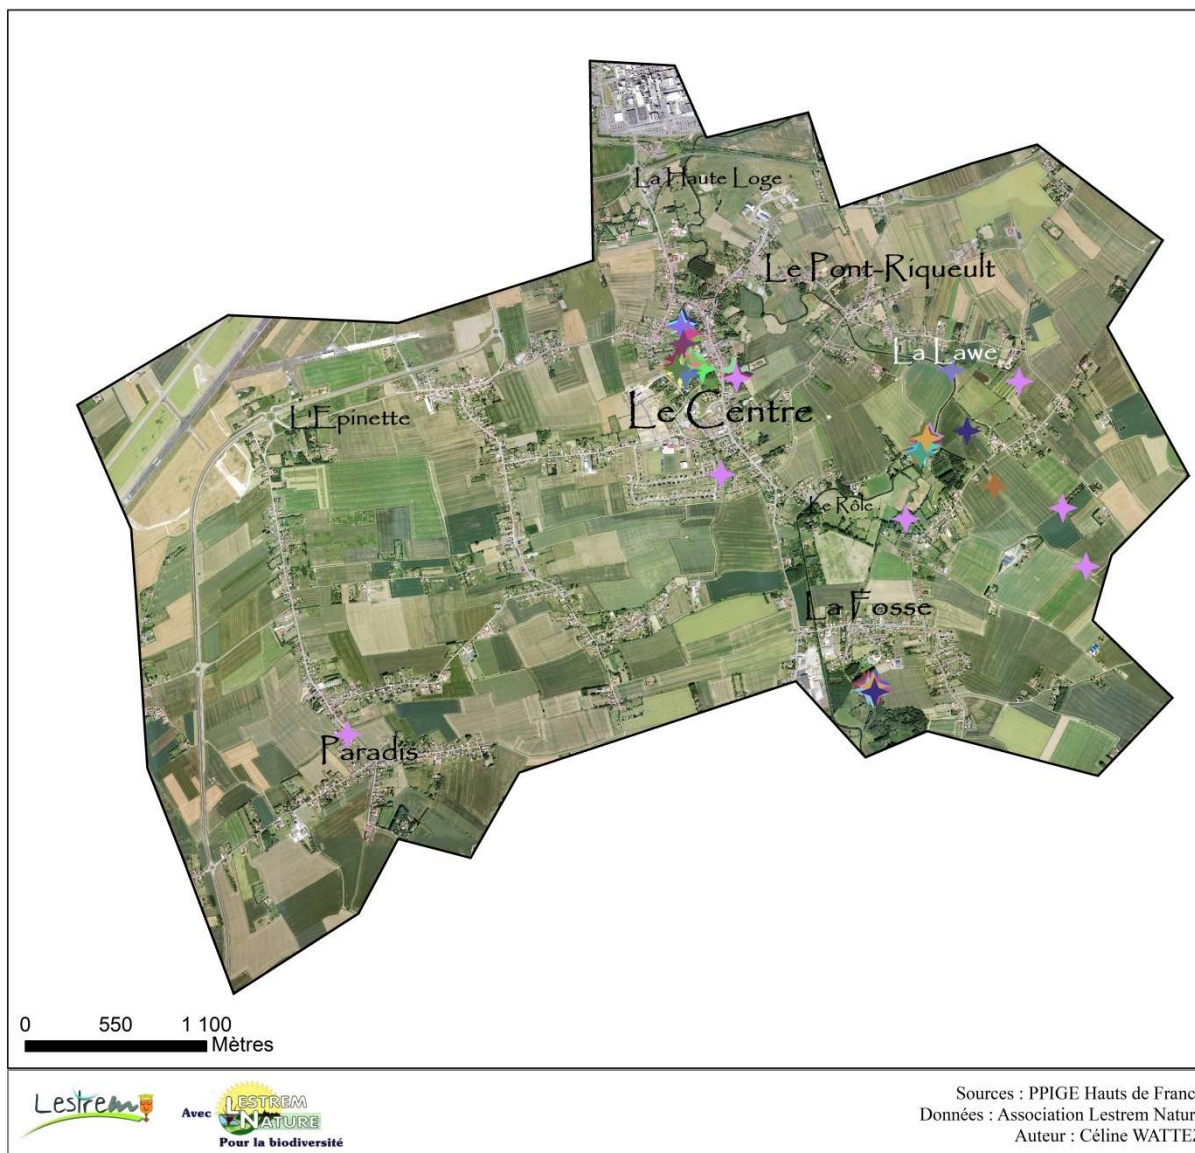 La Haute Loge
Le Pont-Riqueult
La Lawe
Le Centre
L'Epinette
Le Rôle
La Fosse
Paradis
0 550 1 100
Mètres
Lestrem
Avec LESTREM
NATURE
Pour la biodiversité
Sources : PPIGE Hauts de Franc
Données : Association Lestrem Natur
Auteur : Céline WATTEZ